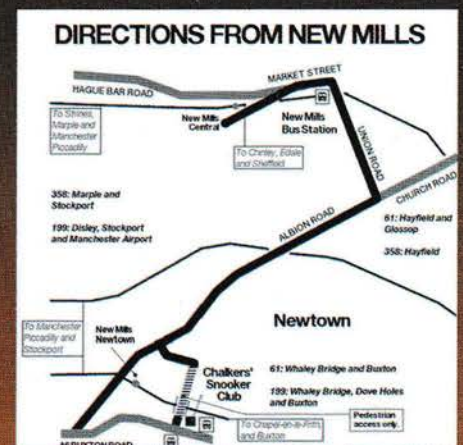 DIRECTIONS FROM NEW MILLS
MARKET STREET
HAGUE BAR ROAD
To Strines,
Marple and
Manchester
Piccadilly
New Mills
Central
New Mills
Bus Station
To Chinley, Edale
and Sheffield
UNION ROAD
CHURCH ROAD
358: Marple and
Stockport
199: Disley, Stockport
and Manchester Airport
ALBION ROAD
61: Hayfield and
Glossop
358: Hayfield
To Manchester
Piccadilly and
Stockport
New Mills
Newtown
Newtown
Chalkers'
Snooker
Club
61: Whaley Bridge and Buxton
199: Whaley Bridge, Dove Holes
and Buxton
Pedestrian
access only.
To Chapel-en-le-Frith,
and Buxton
A6 BUXTON ROAD